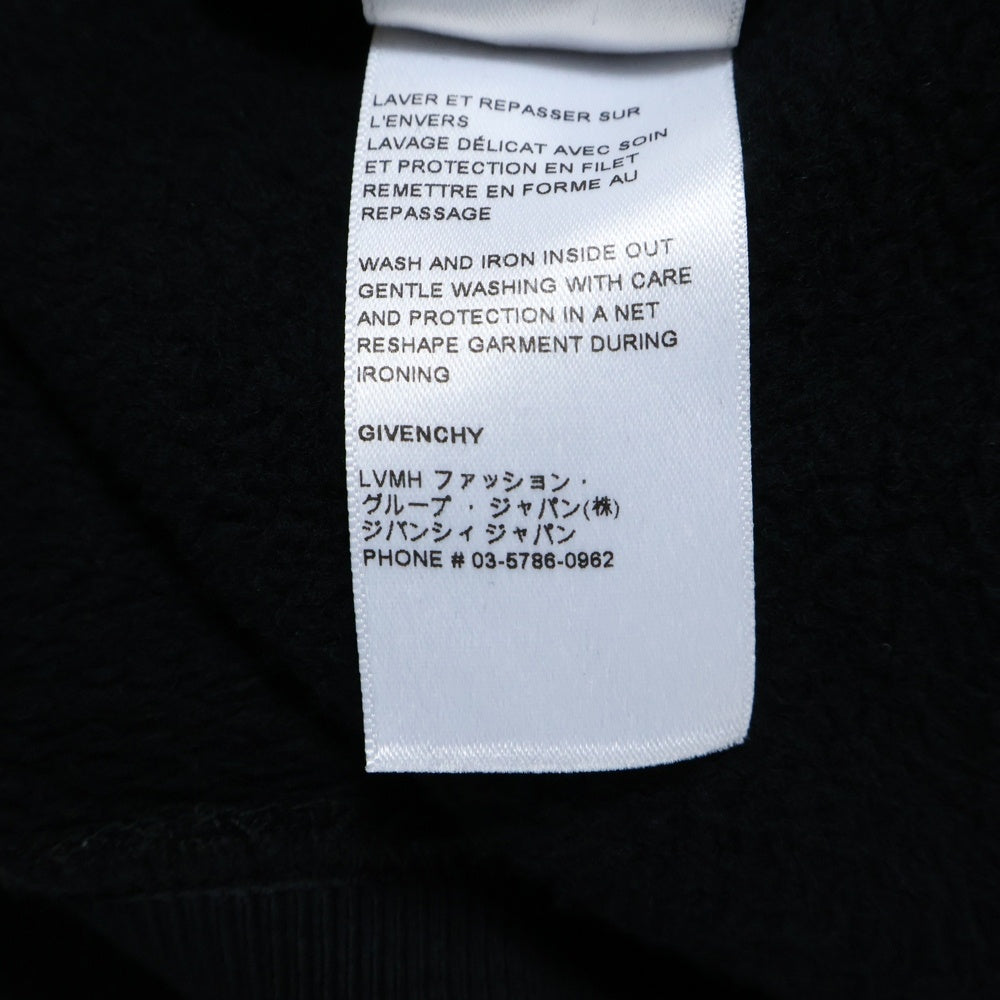 LAVER ET REPASSER SUR
L'ENVERS
LAVAGE DÉLICAT AVEC SOIN
ET PROTECTION EN FILET
REMETTRE EN FORME AU
REPASSAGE
WASH AND IRON INSIDE OUT
GENTLE WASHING WITH CARE
AND PROTECTION IN A NET
RESHAPE GARMENT DURING
IRONING
GIVENCHY
LVMH ファッション・
グループ・ジャパン(株)
ジバンシィ ジャパン
PHONE # 03-5786-0962